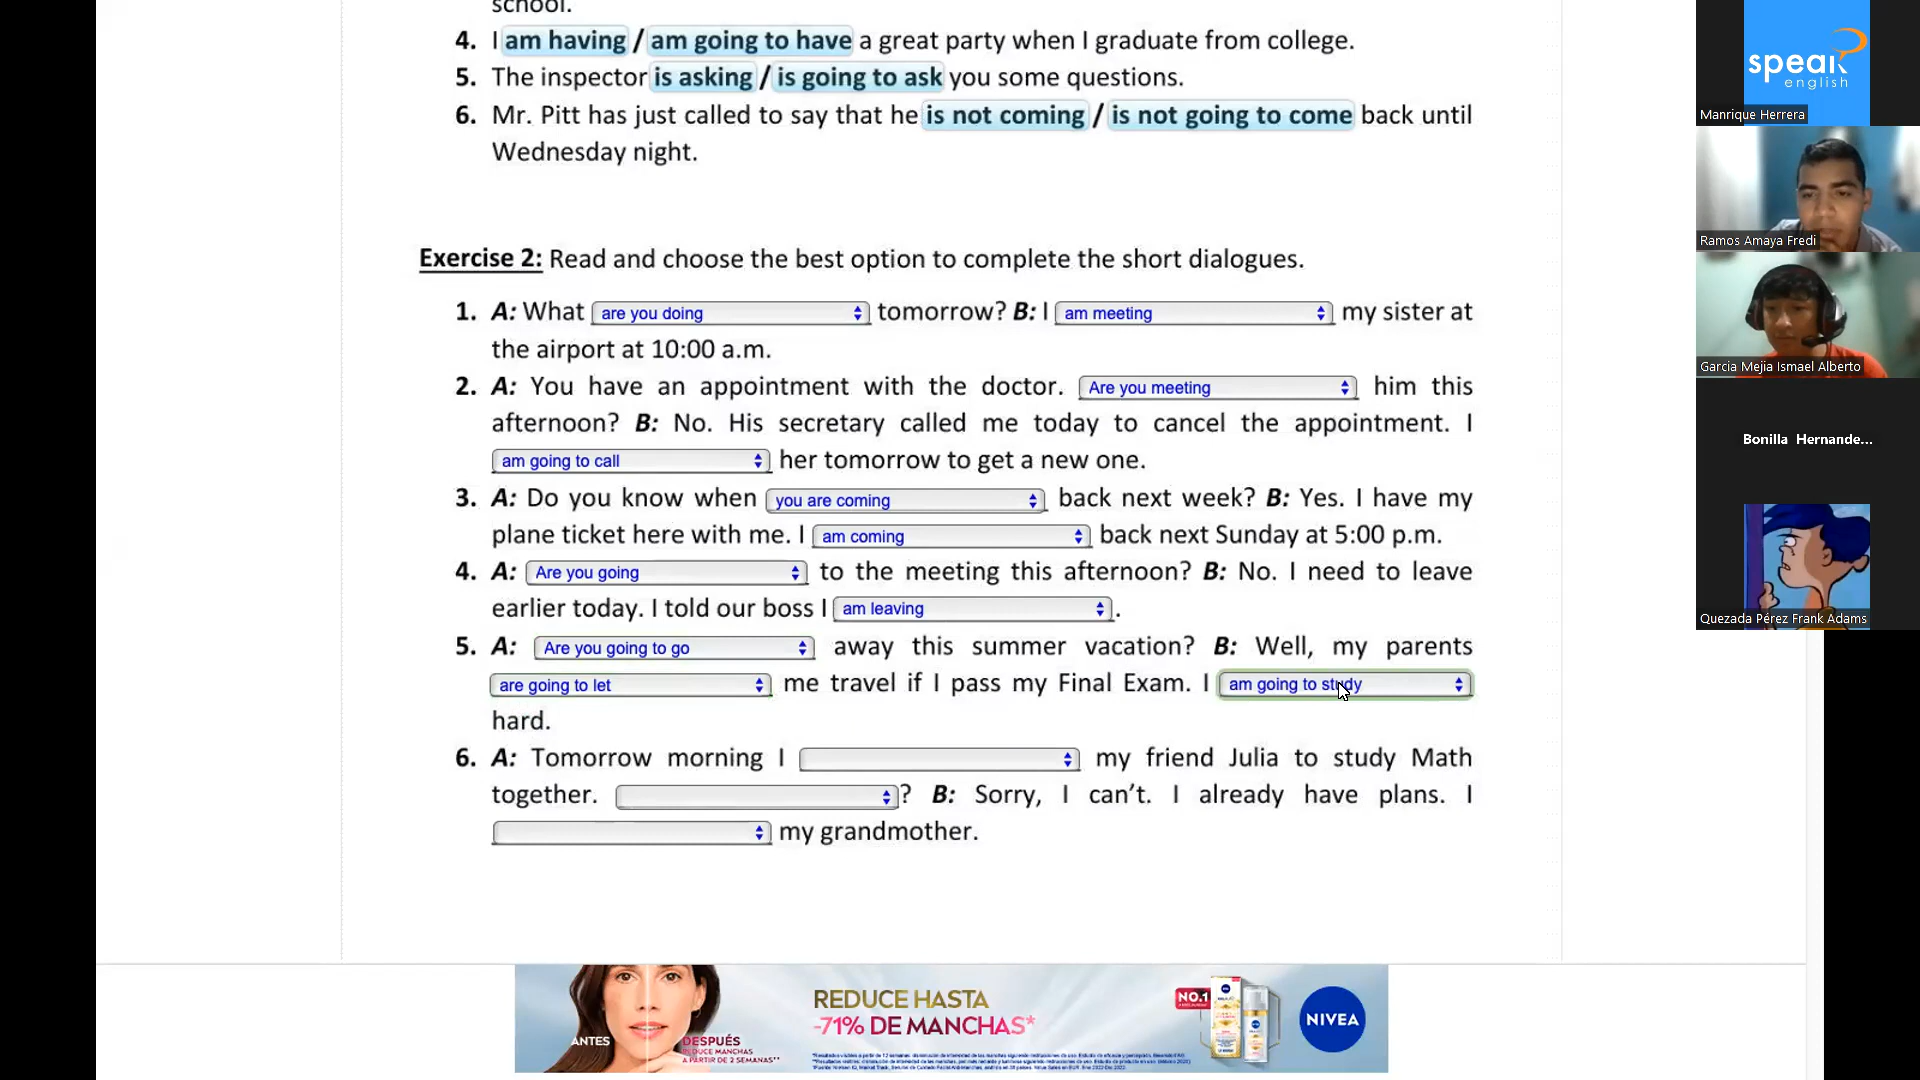 school.
4. I am having / am going to have a great party when I graduate from college.
5. The inspector is asking / is going to ask you some questions.
6. Mr. Pitt has just called to say that he is not coming / is not going to come back until
Wednesday night.
Exercise 2: Read and choose the best option to complete the short dialogues.
1. A: What are you doing tomorrow? B: I am meeting my sister at
the airport at 10:00 a.m.
2. A: You have an appointment with the doctor. Are you meeting him this
afternoon? B: No. His secretary called me today to cancel the appointment. I
am going to call her tomorrow to get a new one.
3. A: Do you know when you are coming back next week? B: Yes. I have my
plane ticket here with me. I am coming back next Sunday at 5:00 p.m.
4. A: Are you going to the meeting this afternoon? B: No. I need to leave
earlier today. I told our boss I am leaving .
5. A: Are you going to go away this summer vacation? B: Well, my parents
are going to let me travel if I pass my Final Exam. I am going to study
hard.
6. A: Tomorrow morning I my friend Julia to study Math
together. ? B: Sorry, I can't. I already have plans. I
my grandmother.
speak
english
Manrique Herrera
Ramos Amaya Fredi
Garcia Mejia Ismael Alberto
Bonilla Hernande...
Quezada Pérez Frank Adams
REDUCE HASTA
-71% DE MANCHAS*
ANTES
DESPUÉS
REDUCE MANCHAS
A PARTIR DE 2 SEMANAS**
NO.1
NIVEA
NIVEA